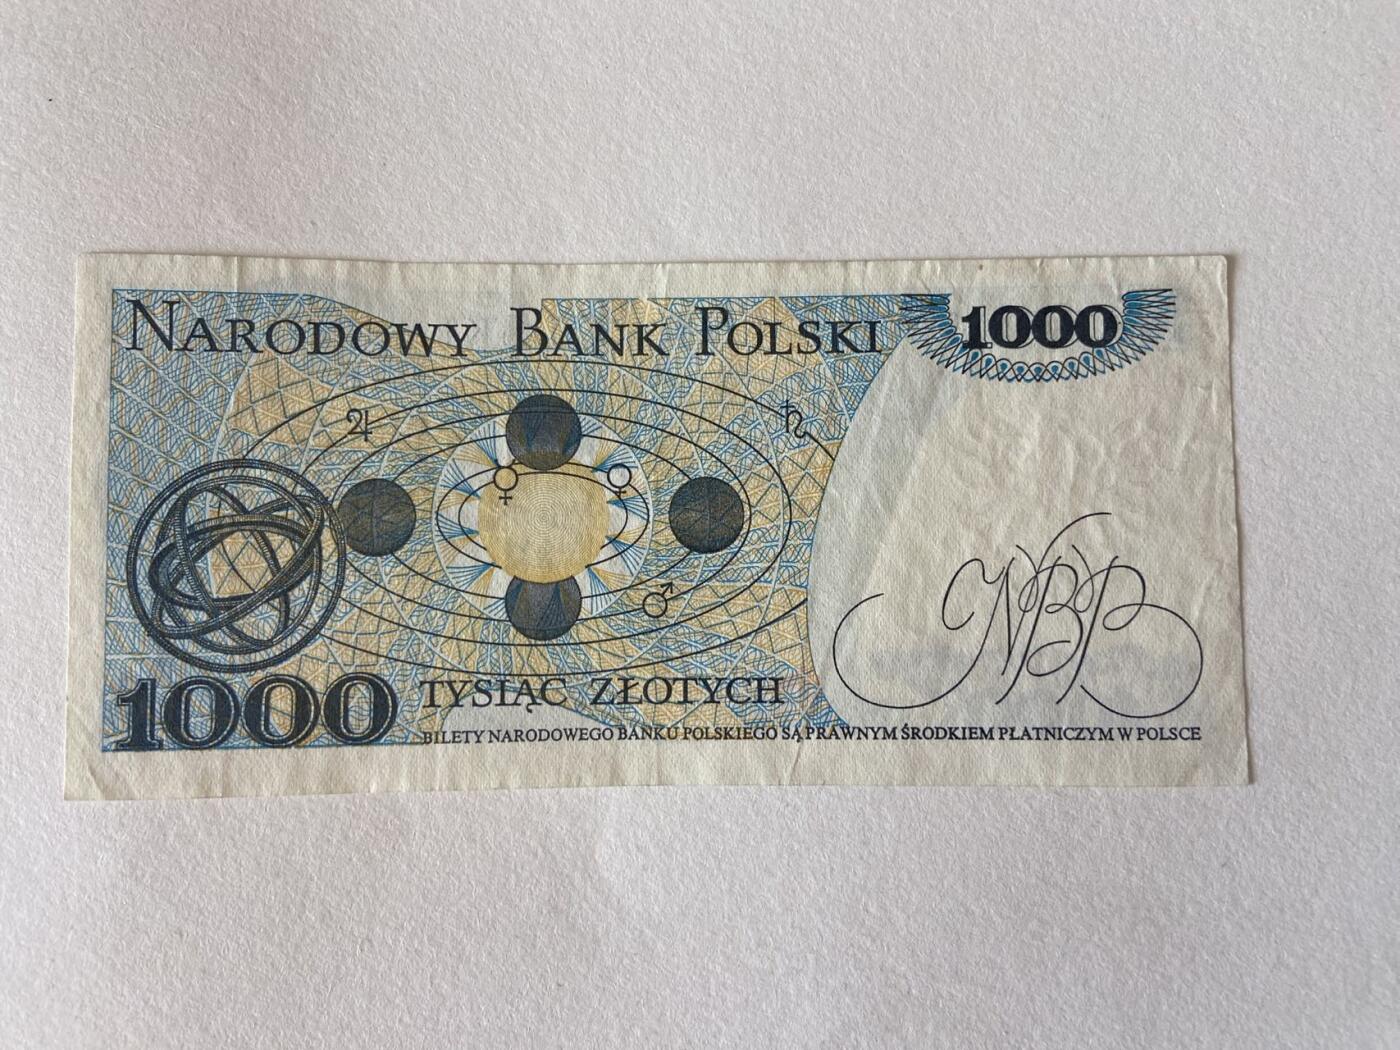 NARODOWY BANK POLSKI
1000
♃
♄
☿
♀
♂
NBP
1000
TYSIĄC ZŁOTYCH
BILETY NARODOWEGO BANKU POLSKIEGO SĄ PRAWNYM ŚRODKIEM PŁATNICZYM W POLSCE